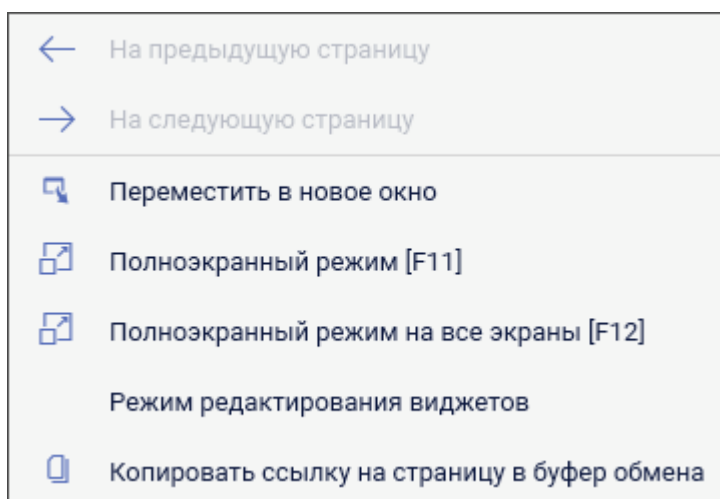 На предыдущую страницу
На следующую страницу
Переместить в новое окно
Полноэкранный режим [F11]
Полноэкранный режим на все экраны [F12]
Режим редактирования виджетов
Копировать ссылку на страницу в буфер обмена